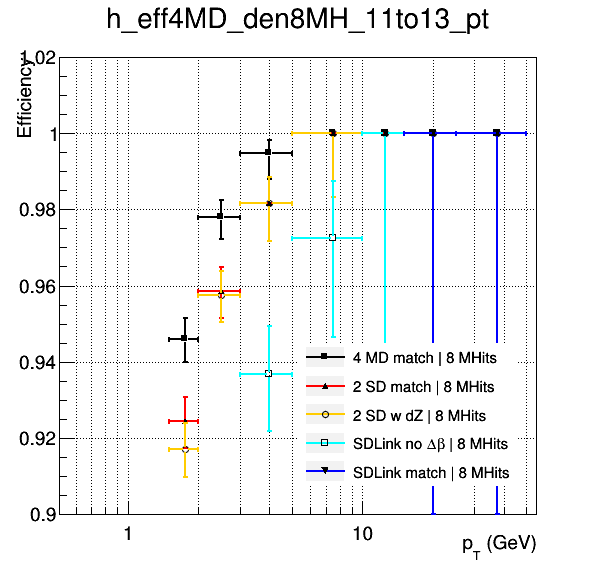 h_eff4MD_den8MH_11to13_pt
Efficiency
1.02
1
0.98
0.96
0.94
0.92
0.9
4 MD match | 8 MHits
2 SD match | 8 MHits
2 SD w dZ | 8 MHits
SDLink no Δβ | 8 MHits
SDLink match | 8 MHits
1
10
p_T (GeV)